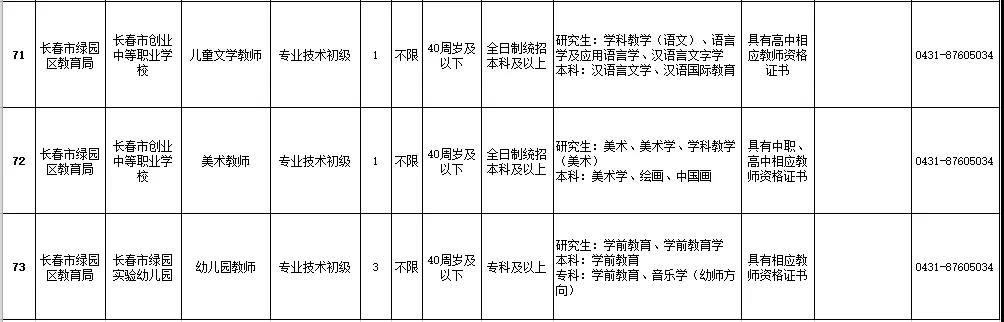 71
长春市绿园
区教育局
长春市创业
中等职业学
校
儿童文学教师
专业技术初级
1
不限
40周岁及
以下
全日制统招
本科及以上
研究生：学科教学（语文）、语言
学及应用语言学、汉语言文字学
本科：汉语言文学、汉语国际教育
具有高中相
应教师资格
证书
0431-87605034
72
长春市绿园
区教育局
长春市创业
中等职业学
校
美术教师
专业技术初级
1
不限
40周岁及
以下
全日制统招
本科及以上
研究生：美术、美术学、学科教学
（美术）
本科：美术学、绘画、中国画
具有中职、
高中相应教
师资格证书
0431-87605034
73
长春市绿园
区教育局
长春市绿园
实验幼儿园
幼儿园教师
专业技术初级
3
不限
40周岁及
以下
专科及以上
研究生：学前教育、学前教育学
本科：学前教育
专科：学前教育、音乐学（幼师方
向）
具有相应教
师资格证书
0431-87605034